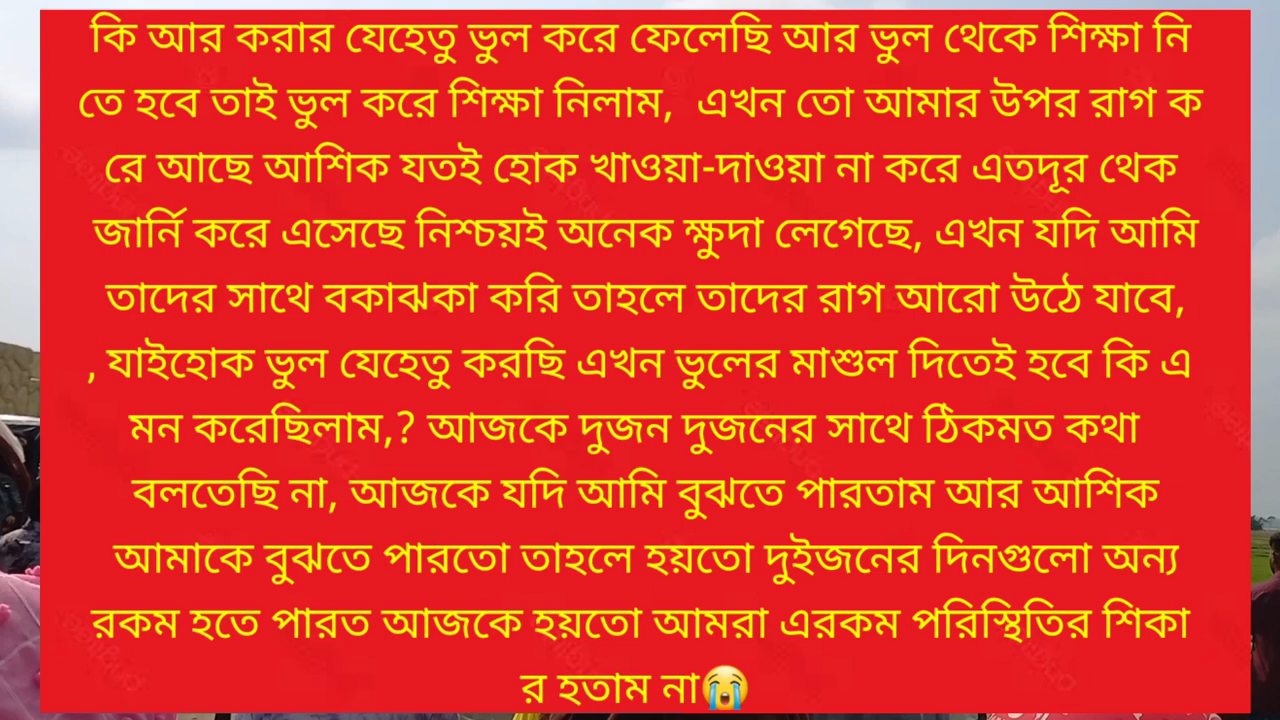 কি আর করার যেহেতু ভুল করে ফেলেছি আর ভুল থেকে শিক্ষা নি
তে হবে তাই ভুল করে শিক্ষা নিলাম,  এখন তো আমার উপর রাগ ক
রে আছে আশিক যতই হোক খাওয়া-দাওয়া না করে এতদূর থেক
জার্নি করে এসেছে নিশ্চয়ই অনেক ক্ষুদা লেগেছে, এখন যদি আমি
তাদের সাথে বকাঝকা করি তাহলে তাদের রাগ আরো উঠে যাবে,
, যাইহোক ভুল যেহেতু করছি এখন ভুলের মাশুল দিতেই হবে কি এ
মন করেছিলাম,? আজকে দুজন দুজনের সাথে ঠিকমত কথা
বলতেছি না, আজকে যদি আমি বুঝতে পারতাম আর আশিক
আমাকে বুঝতে পারতো তাহলে হয়তো দুইজনের দিনগুলো অন্য
রকম হতে পারত আজকে হয়তো আমরা এরকম পরিস্থিতির শিকা
র হতাম না😭